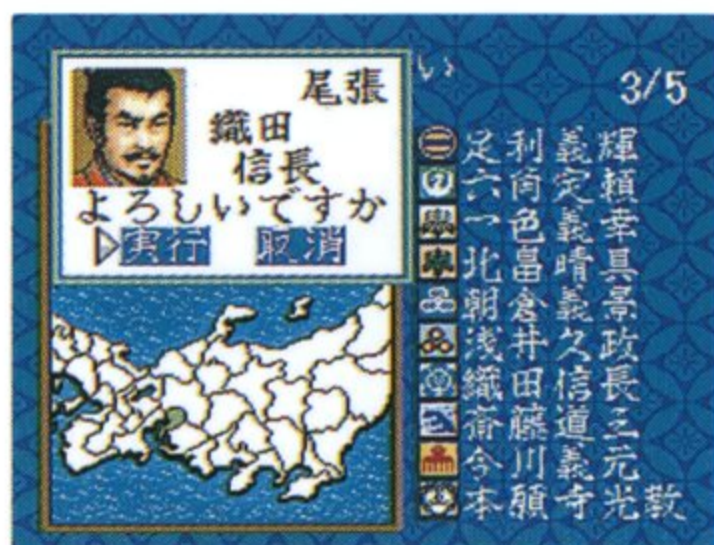 尾張
織田
信長
よろしいですか
実行 取消
い
3/5
足利義輝
六角定頼
一色義幸
北畠晴具
朝倉義景
浅井久政
織田信長
斎藤道三
今川義元
本願寺光教